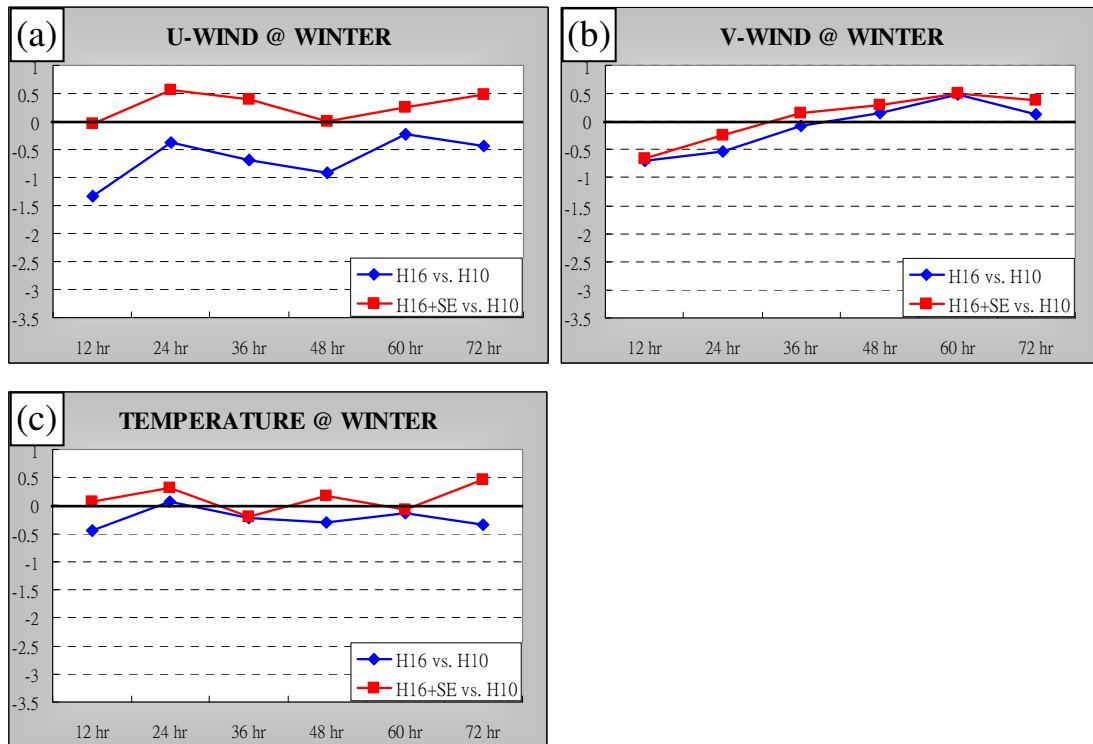 (a)
U-WIND @ WINTER
1
0.5
0
-0.5
-1
-1.5
-2
-2.5
-3
-3.5
H16 vs. H10
H16+SE vs. H10
12 hr 24 hr 36 hr 48 hr 60 hr 72 hr
(b)
V-WIND @ WINTER
1
0.5
0
-0.5
-1
-1.5
-2
-2.5
-3
-3.5
H16 vs. H10
H16+SE vs. H10
12 hr 24 hr 36 hr 48 hr 60 hr 72 hr
(c)
TEMPERATURE @ WINTER
1
0.5
0
-0.5
-1
-1.5
-2
-2.5
-3
-3.5
H16 vs. H10
H16+SE vs. H10
12 hr 24 hr 36 hr 48 hr 60 hr 72 hr